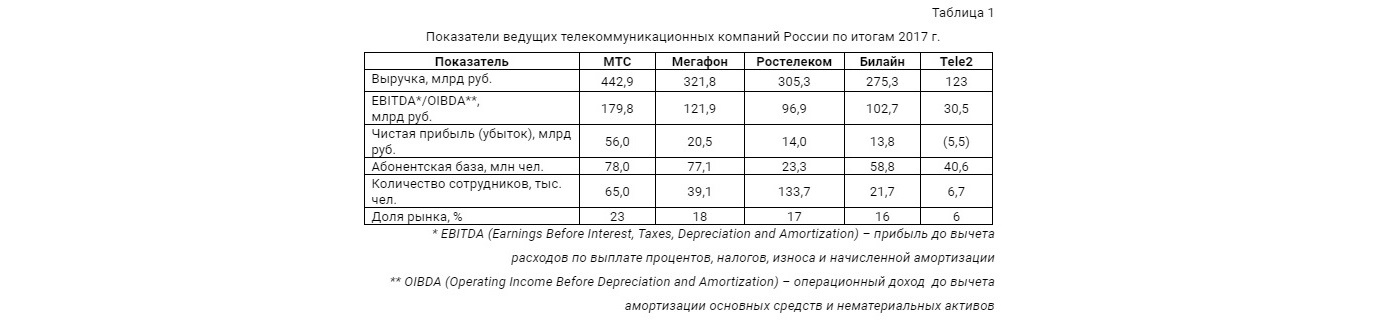 Таблица 1
Показатели ведущих телекоммуникационных компаний России по итогам 2017 г.
Показатель МТС Мегафон Ростелеком Билайн Tele2
Выручка, млрд руб. 442,9 321,8 305,3 275,3 123
EBITDA*/OIBDA**,
млрд руб. 179,8 121,9 96,9 102,7 30,5
Чистая прибыль (убыток), млрд
руб. 56,0 20,5 14,0 13,8 (5,5)
Абонентская база, млн чел. 78,0 77,1 23,3 58,8 40,6
Количество сотрудников, тыс.
чел. 65,0 39,1 133,7 21,7 6,7
Доля рынка, % 23 18 17 16 6
* EBITDA (Earnings Before Interest, Taxes, Depreciation and Amortization) – прибыль до вычета
расходов по выплате процентов, налогов, износа и начисленной амортизации
** OIBDA (Operating Income Before Depreciation and Amortization) – операционный доход до вычета
амортизации основных средств и нематериальных активов